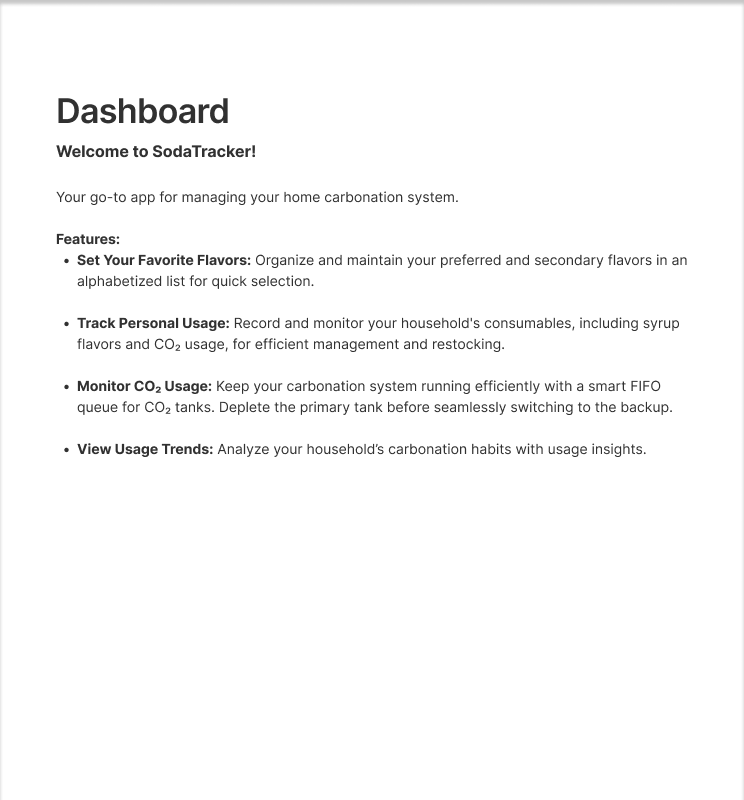 Dashboard
Welcome to SodaTracker!
Your go-to app for managing your home carbonation system.
Features:
• Set Your Favorite Flavors: Organize and maintain your preferred and secondary flavors in an
alphabetized list for quick selection.
• Track Personal Usage: Record and monitor your household's consumables, including syrup
flavors and CO₂ usage, for efficient management and restocking.
• Monitor CO₂ Usage: Keep your carbonation system running efficiently with a smart FIFO
queue for CO₂ tanks. Deplete the primary tank before seamlessly switching to the backup.
• View Usage Trends: Analyze your household’s carbonation habits with usage insights.